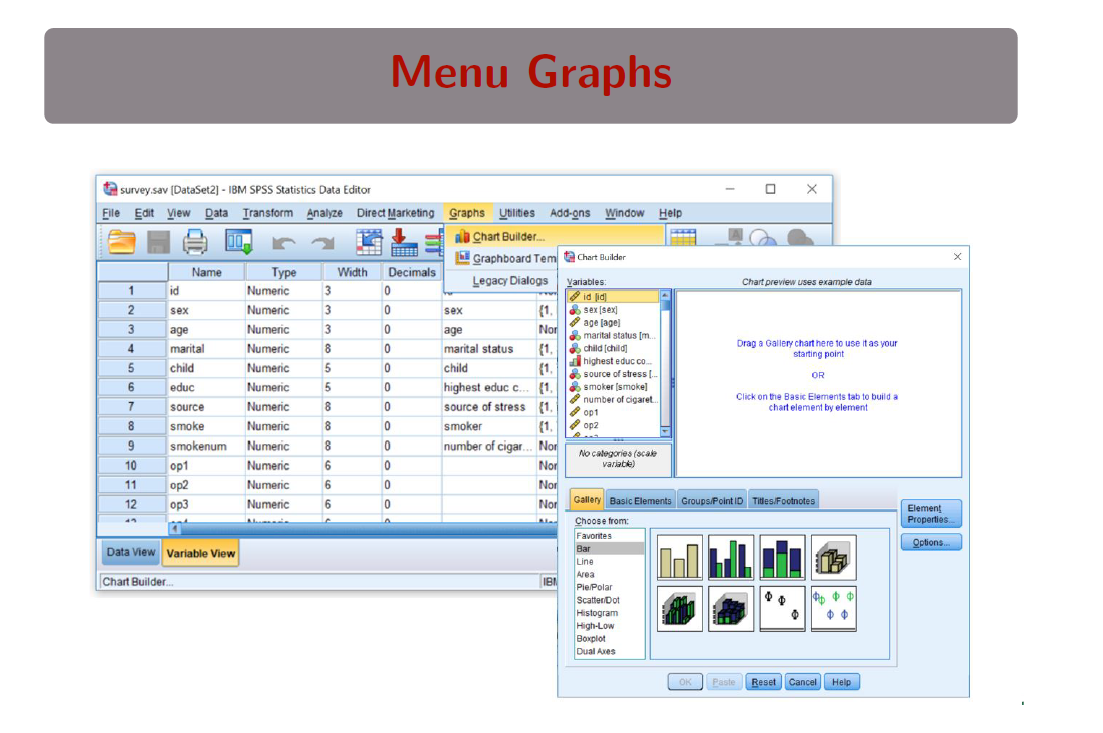 Menu Graphs
survey.sav [DataSet2] - IBM SPSS Statistics Data Editor
File Edit View Data Transform Analyze Direct Marketing Graphs Utilities Add-ons Window Help
Chart Builder...
Graphboard Tem
Legacy Dialogs
Name Type Width Decimals
1 id Numeric 3 0
2 sex Numeric 3 0 sex {1,
3 age Numeric 3 0 age Nor
4 marital Numeric 8 0 marital status {1,
5 child Numeric 5 0 child {1,
6 educ Numeric 5 0 highest educ c... {1,
7 source Numeric 8 0 source of stress {1,
8 smoke Numeric 8 0 smoker {1,
9 smokenum Numeric 8 0 number of cigar... Nor
10 op1 Numeric 6 0 Nor
11 op2 Numeric 6 0 Nor
12 op3 Numeric 6 0 Nor
Data View Variable View
Chart Builder...
Chart Builder
Variables:
id [id]
sex [sex]
age [age]
marital status [m...
child [child]
highest educ co...
source of stress [...
smoker [smoke]
number of cigaret...
op1
op2
No categories (scale
variable)
Chart preview uses example data
Drag a Gallery chart here to use it as your
starting point
OR
Click on the Basic Elements tab to build a
chart element by element
Gallery Basic Elements Groups/Point ID Titles/Footnotes
Choose from:
Favorites
Bar
Line
Area
Pie/Polar
Scatter/Dot
Histogram
High-Low
Boxplot
Dual Axes
Element
Properties...
Options...
OK Paste Reset Cancel Help